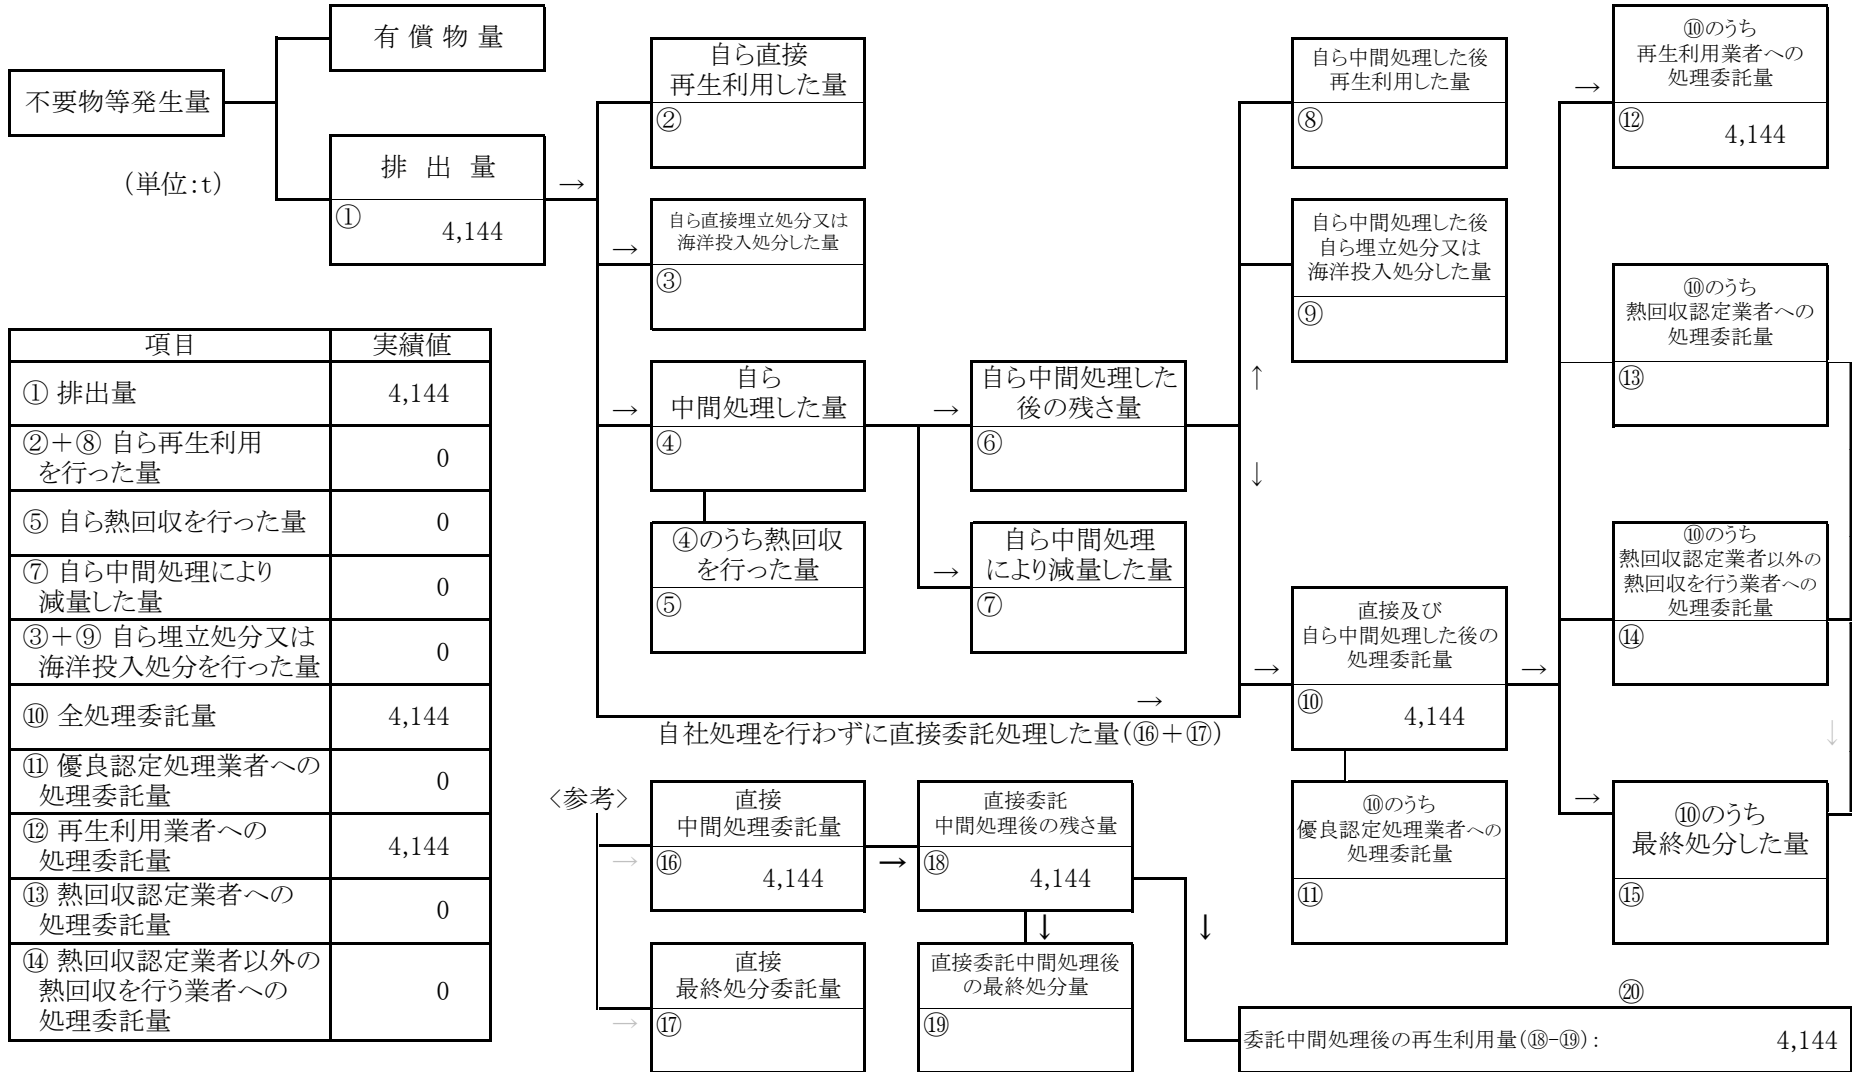 不要物等発生量
(単位:t)
有 償 物 量
排 出 量
①
4,144
→
自ら直接
再生利用した量
②
→
自ら直接埋立処分又は
海洋投入処分した量
③
→
自ら
中間処理した量
④
④のうち熱回収
を行った量
⑤
→
自ら中間処理した
後の残さ量
⑥
→
自ら中間処理
により減量した量
⑦
↑
↓
自ら中間処理した後
再生利用した量
⑧
自ら中間処理した後
自ら埋立処分又は
海洋投入処分した量
⑨
→
自社処理を行わずに直接委託処理した量(⑯+⑰)
→
直接及び
自ら中間処理した後の
処理委託量
⑩
4,144
⑩のうち
優良認定処理業者への
処理委託量
⑪
→
→
⑩のうち
再生利用業者への
処理委託量
⑫
4,144
⑩のうち
熱回収認定業者への
処理委託量
⑬
⑩のうち
熱回収認定業者以外の
熱回収を行う業者への
処理委託量
⑭
↓
→
⑩のうち
最終処分した量
⑮
項目 実績値
① 排出量 4,144
②+⑧ 自ら再生利用
を行った量 0
⑤ 自ら熱回収を行った量 0
⑦ 自ら中間処理により
減量した量 0
③+⑨ 自ら埋立処分又は
海洋投入処分を行った量 0
⑩ 全処理委託量 4,144
⑪ 優良認定処理業者への
処理委託量 0
⑫ 再生利用業者への
処理委託量 4,144
⑬ 熱回収認定業者への
処理委託量 0
⑭ 熱回収認定業者以外の
熱回収を行う業者への
処理委託量 0
<参考>
→
直接
中間処理委託量
⑯
4,144
→
直接委託
中間処理後の残さ量
⑱
4,144
↓
↓
→
直接
最終処分委託量
⑰
直接委託中間処理後
の最終処分量
⑲
⑳
委託中間処理後の再生利用量(⑱-⑲): 4,144